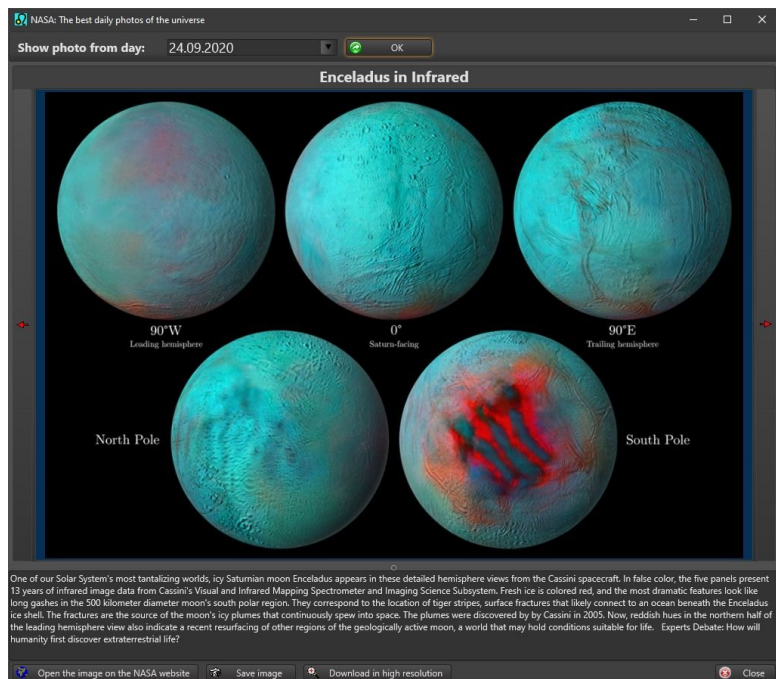 NASA: The best daily photos of the universe
Show photo from day: 24.09.2020 OK
Enceladus in Infrared
90°W 0° 90°E
Leading hemisphere Saturn-facing Trailing hemisphere
North Pole South Pole
One of our Solar System's most tantalizing worlds, icy Saturnian moon Enceladus appears in these detailed hemisphere views from the Cassini spacecraft. In false color, the five panels present
13 years of infrared image data from Cassini's Visual and Infrared Mapping Spectrometer and Imaging Science Subsystem. Fresh ice is colored red, and the most dramatic features look like
long gashes in the 500 kilometer diameter moon's south polar region. They correspond to the location of tiger stripes, surface fractures that likely connect to an ocean beneath the Enceladus
ice shell. The fractures are the source of the moon's icy plumes that continuously spew into space. The plumes were discovered by by Cassini in 2005. Now, reddish hues in the northern half of
the leading hemisphere view also indicate a recent resurfacing of other regions of the geologically active moon, a world that may hold conditions suitable for life. Experts Debate: How will
humanity first discover extraterrestrial life?
Open the image on the NASA website Save image Download in high resolution Close